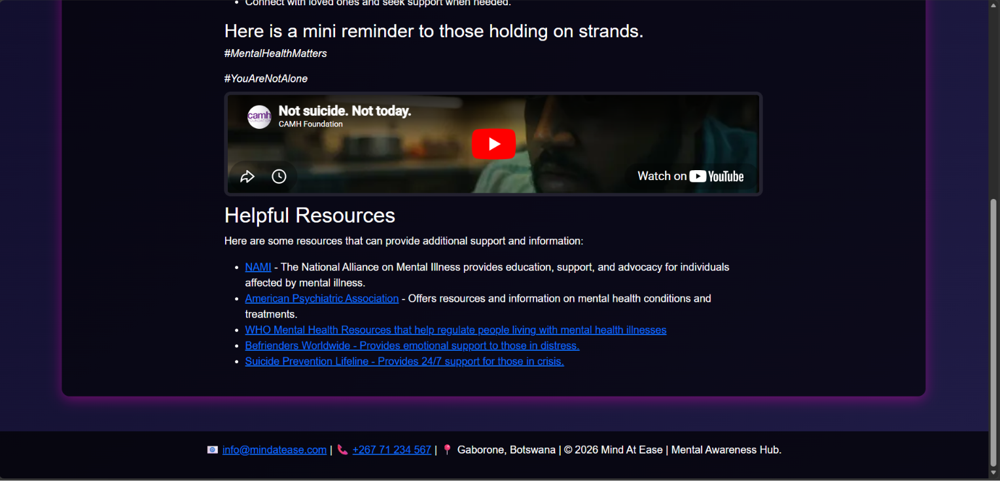 Connect with loved ones and seek support when needed.
Here is a mini reminder to those holding on strands.
#MentalHealthMatters
#YouAreNotAlone
camh
FOUNDATION
Not suicide. Not today.
CAMH Foundation
Watch on YouTube
Helpful Resources
Here are some resources that can provide additional support and information:
NAMI - The National Alliance on Mental Illness provides education, support, and advocacy for individuals
affected by mental illness.
American Psychiatric Association - Offers resources and information on mental health conditions and
treatments.
WHO Mental Health Resources that help regulate people living with mental health illnesses
Befrienders Worldwide - Provides emotional support to those in distress.
Suicide Prevention Lifeline - Provides 24/7 support for those in crisis.
info@mindatease.com | +267 71 234 567 | Gaborone, Botswana | © 2026 Mind At Ease | Mental Awareness Hub.